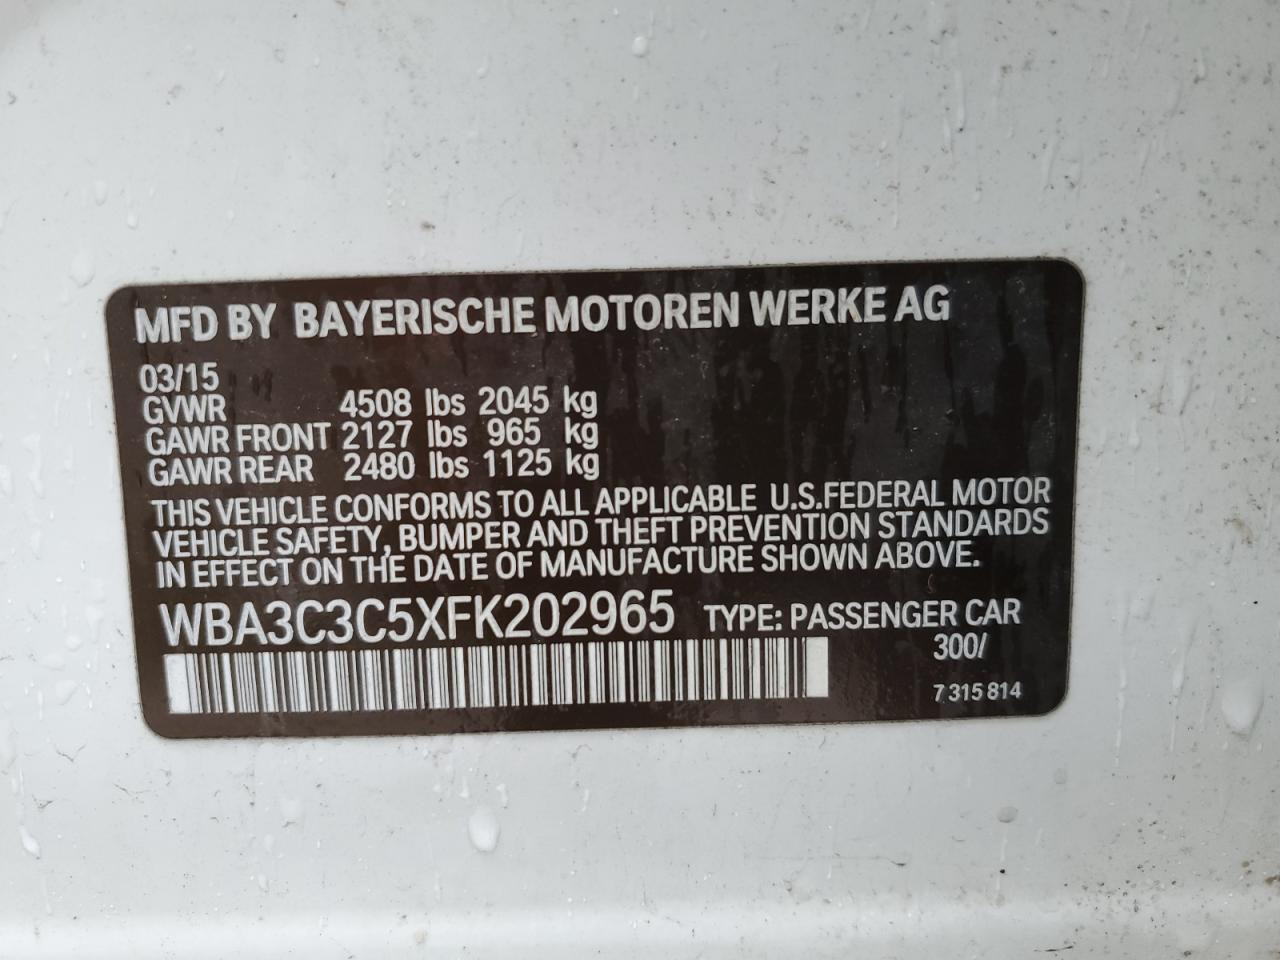 MFD BY BAYERISCHE MOTOREN WERKE AG
03/15
GVWR 4508 lbs 2045 kg
GAWR FRONT 2127 lbs 965 kg
GAWR REAR 2480 lbs 1125 kg
THIS VEHICLE CONFORMS TO ALL APPLICABLE U.S.FEDERAL MOTOR
VEHICLE SAFETY, BUMPER AND THEFT PREVENTION STANDARDS
IN EFFECT ON THE DATE OF MANUFACTURE SHOWN ABOVE.
WBA3C3C5XFK202965 TYPE: PASSENGER CAR
300/
7 315 814